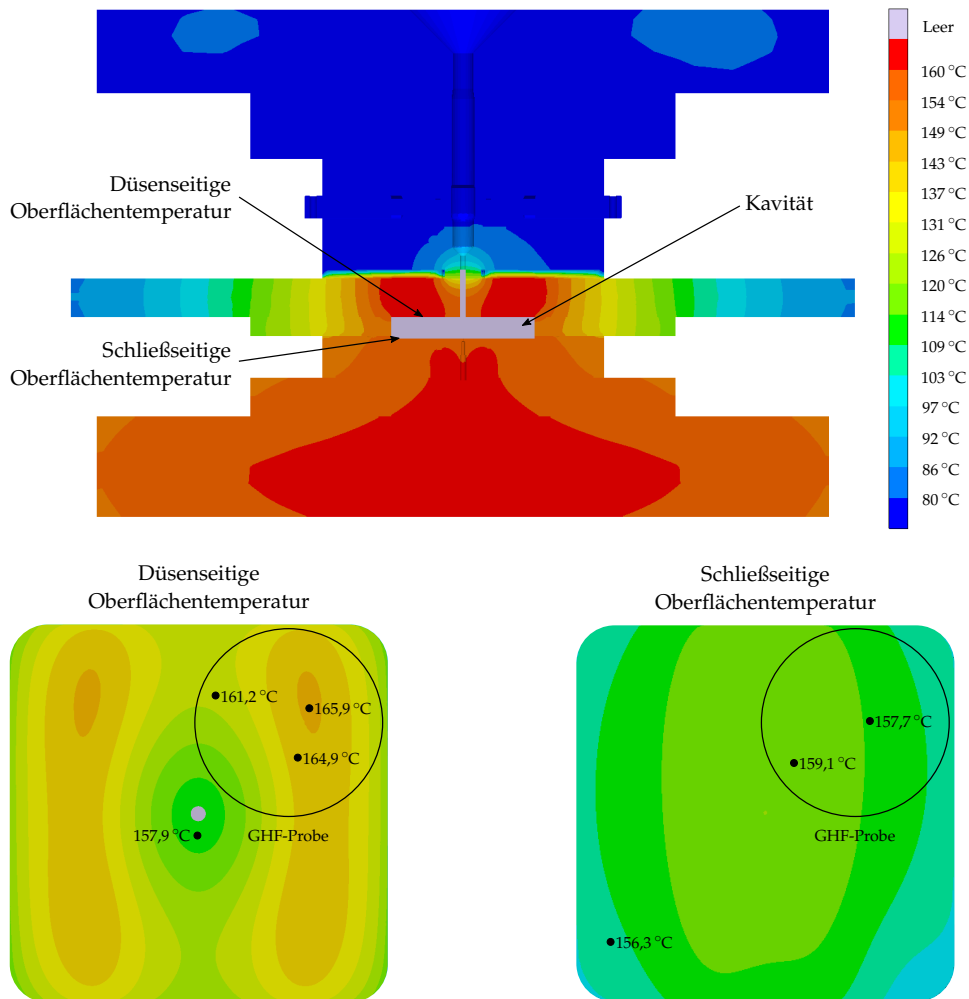 Leer
160 °C
154 °C
149 °C
143 °C
137 °C
131 °C
126 °C
120 °C
114 °C
109 °C
103 °C
97 °C
92 °C
86 °C
80 °C
Düsenseitige
Oberflächentemperatur
Kavität
Schließseitige
Oberflächentemperatur
Düsenseitige
Oberflächentemperatur
161,2 °C
165,9 °C
164,9 °C
157,9 °C
GHF-Probe
Schließseitige
Oberflächentemperatur
157,7 °C
159,1 °C
GHF-Probe
156,3 °C